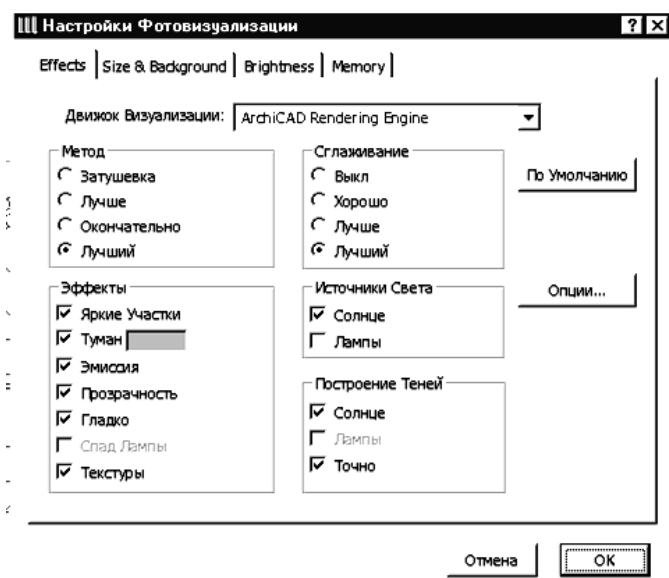 Настройки Фотовизуализации
Effects Size & Background Brightness Memory
Движок Визуализации: ArchiCAD Rendering Engine
Метод
Затушевка
Лучше
Окончательно
Лучший
Сглаживание
Выкл
Хорошо
Лучше
Лучший
По Умолчанию
Эффекты
Яркие Участки
Туман
Эмиссия
Прозрачность
Гладко
Спад Лампы
Текстуры
Источники Света
Солнце
Лампы
Опции...
Построение Теней
Солнце
Лампы
Точно
Отмена OK